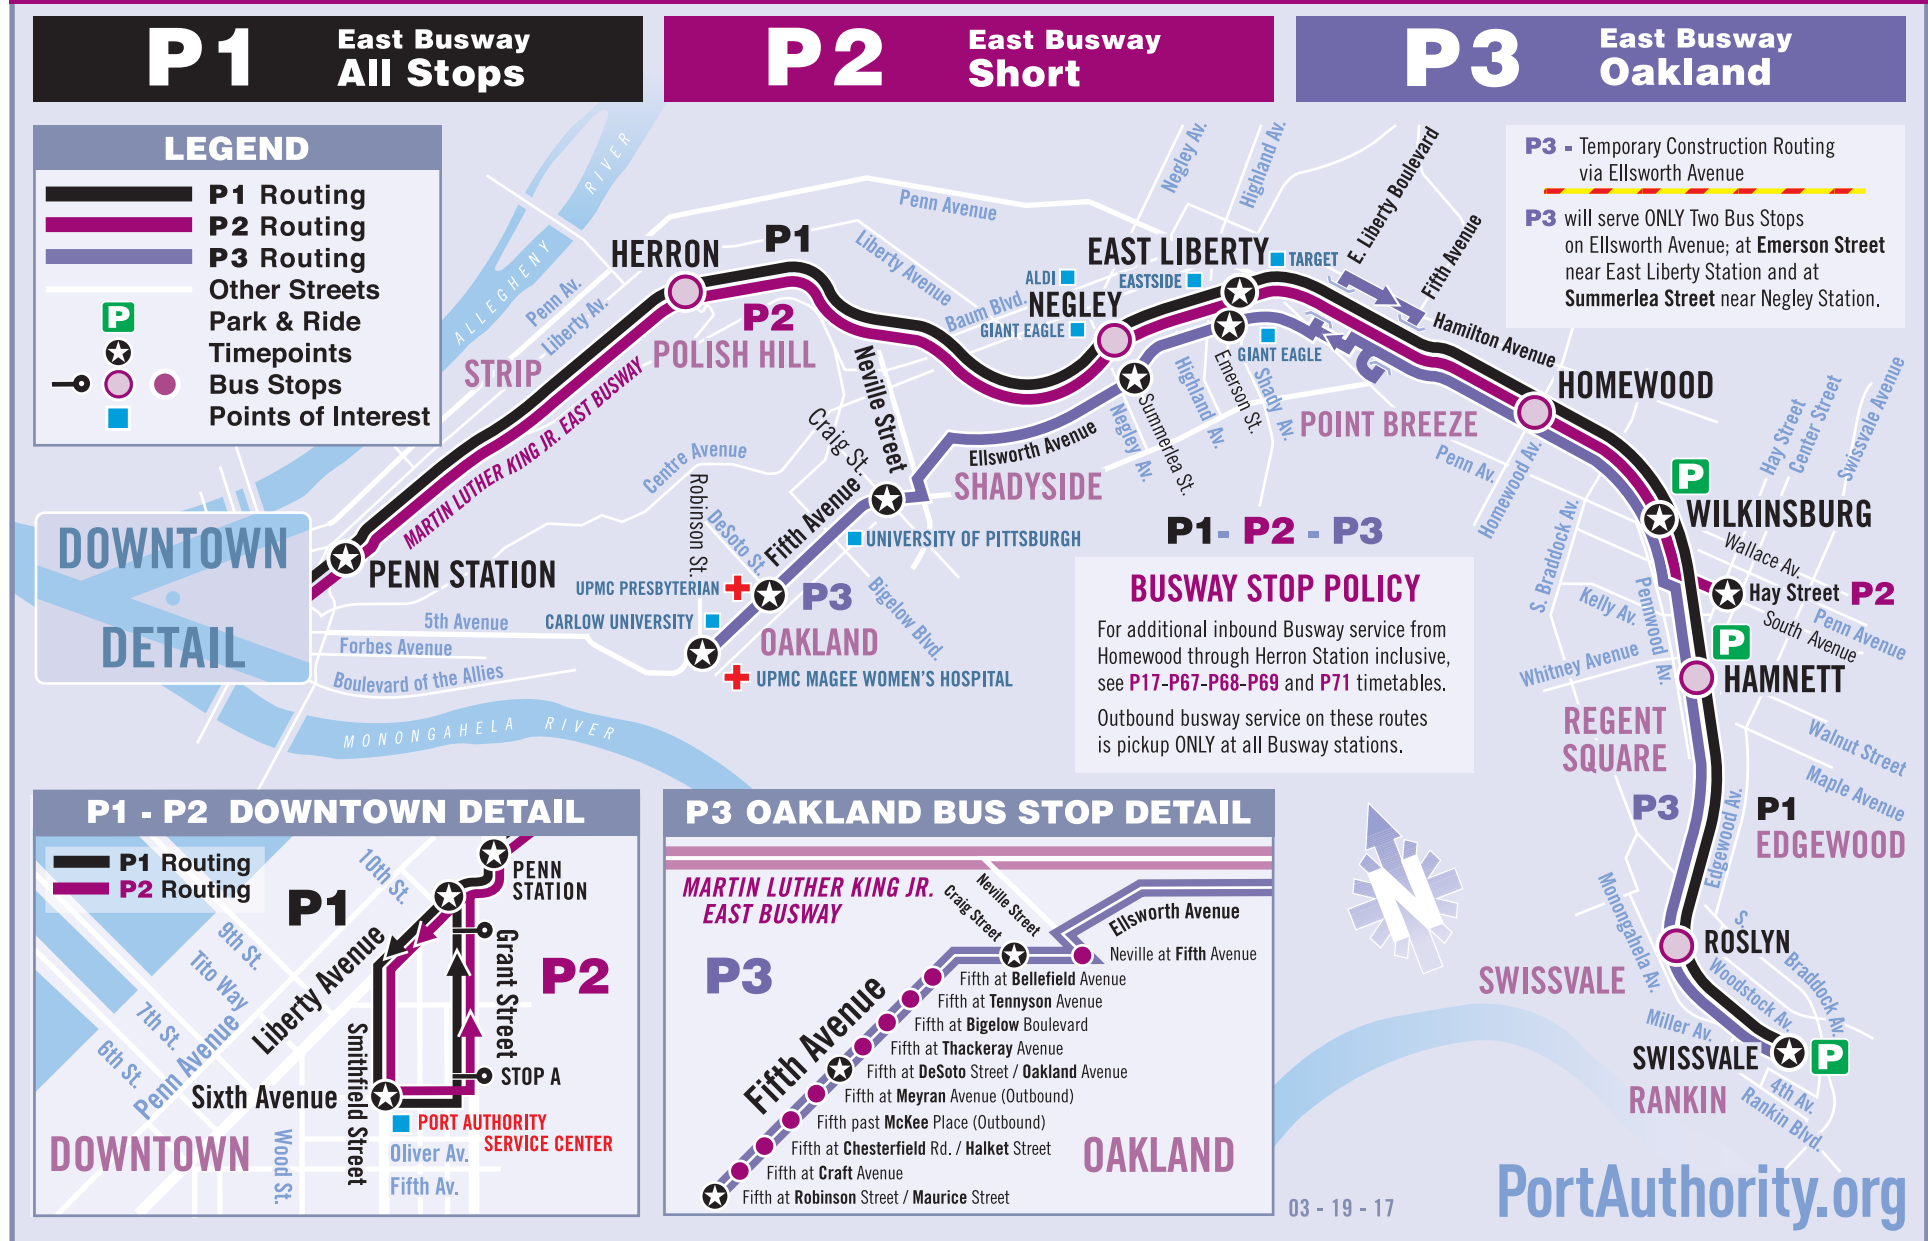 P1 East Busway
All Stops
P2 East Busway
Short
P3 East Busway
Oakland
LEGEND
P1 Routing
P2 Routing
P3 Routing
Other Streets
P Park & Ride
Timepoints
Bus Stops
Points of Interest
P3 - Temporary Construction Routing
via Ellsworth Avenue
P3 will serve ONLY Two Bus Stops
on Ellsworth Avenue; at Emerson Street
near East Liberty Station and at
Summerlea Street near Negley Station.
ALLEGHENY RIVER
Penn Av.
Liberty Av.
STRIP
HERRON
P1
P2
POLISH HILL
MARTIN LUTHER KING JR. EAST BUSWAY
Penn Avenue
Liberty Avenue
Baum Blvd.
Negley Av.
Highland Av.
E. Liberty Boulevard
Fifth Avenue
Hamilton Avenue
EAST LIBERTY
TARGET
ALDI
EASTSIDE
NEGLEY
GIANT EAGLE
GIANT EAGLE
Neville Street
Craig St.
Centre Avenue
Robinson St.
DeSoto St.
Fifth Avenue
Ellsworth Avenue
SHADYSIDE
Negley Av.
Summerlea St.
Highland Av.
Emerson St.
Shady Av.
POINT BREEZE
HOMEWOOD
Penn Av.
Homewood Av.
Hay Street
Center Street
Swissvale Avenue
P
WILKINSBURG
Wallace Av.
Hay Street P2
South Avenue
Penn Avenue
P
HAMNETT
S. Braddock Av.
Kelly Av.
Pennwood Av.
Whitney Avenue
REGENT
SQUARE
Walnut Street
Maple Avenue
P3
P1
EDGEWOOD
Edgewood Av.
Monongahela Av.
ROSLYN
SWISSVALE
S. Braddock Av.
Woodstock Av.
Miller Av.
SWISSVALE
P
RANKIN
4th Av.
Rankin Blvd.
DOWNTOWN
DETAIL
PENN STATION
5th Avenue
Forbes Avenue
Boulevard of the Allies
MONONGAHELA RIVER
UNIVERSITY OF PITTSBURGH
UPMC PRESBYTERIAN
P3
CARLOW UNIVERSITY
OAKLAND
Bigelow Blvd.
UPMC MAGEE WOMEN'S HOSPITAL
P1 - P2 - P3
BUSWAY STOP POLICY
For additional inbound Busway service from
Homewood through Herron Station inclusive,
see P17-P67-P68-P69 and P71 timetables.
Outbound busway service on these routes
is pickup ONLY at all Busway stations.
P1 - P2 DOWNTOWN DETAIL
P1 Routing
P2 Routing
P1
10th St.
PENN
STATION
9th St.
Tito Way
7th St.
6th St.
Penn Avenue
Liberty Avenue
Grant Street
P2
Smithfield Street
STOP A
Sixth Avenue
PORT AUTHORITY
SERVICE CENTER
DOWNTOWN
Wood St.
Oliver Av.
Fifth Av.
P3 OAKLAND BUS STOP DETAIL
MARTIN LUTHER KING JR.
EAST BUSWAY
Craig Street
Neville Street
Ellsworth Avenue
P3
Neville at Fifth Avenue
Fifth at Bellefield Avenue
Fifth at Tennyson Avenue
Fifth at Bigelow Boulevard
Fifth at Thackeray Avenue
Fifth at DeSoto Street / Oakland Avenue
Fifth at Meyran Avenue (Outbound)
Fifth past McKee Place (Outbound)
Fifth at Chesterfield Rd. / Halket Street
Fifth at Craft Avenue
Fifth at Robinson Street / Maurice Street
Fifth Avenue
OAKLAND
N
03 - 19 - 17
PortAuthority.org